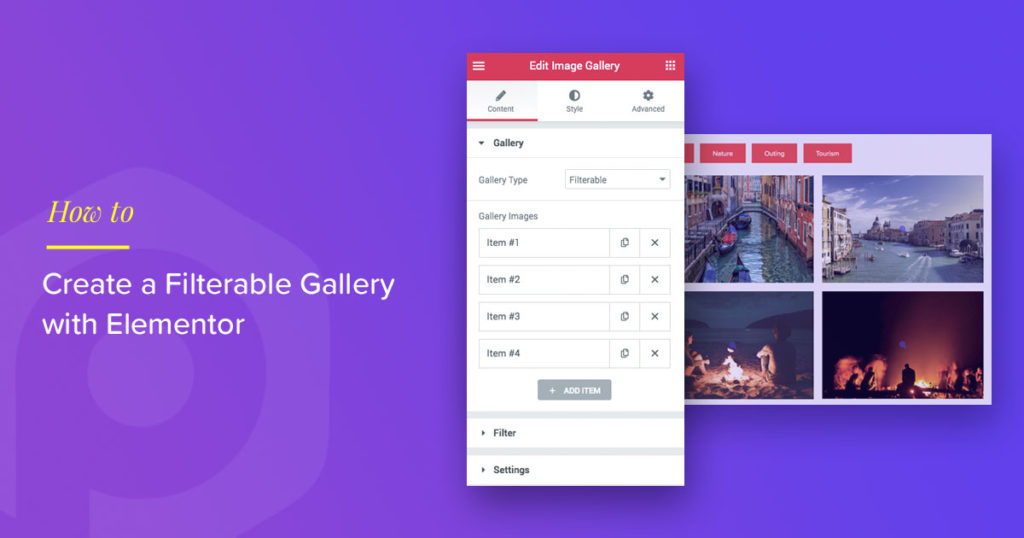 How to
Create a Filterable Gallery
with Elementor
Edit Image Gallery
Content
Style
Advanced
Gallery
Gallery Type
Filterable
Gallery Images
Item #1
Item #2
Item #3
Item #4
+ ADD ITEM
Filter
Settings
Nature
Outing
Tourism